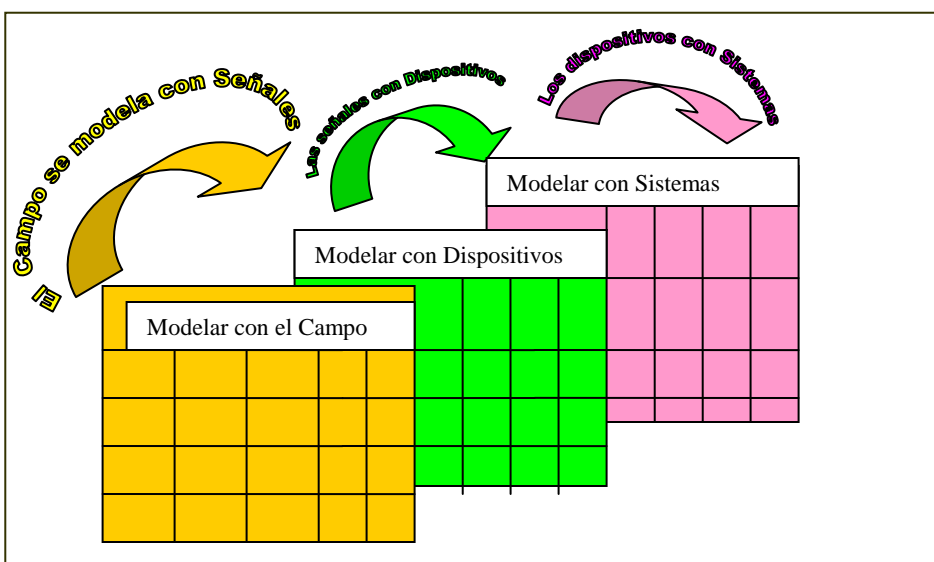 El Campo se modela con Señales
Las señales con Dispositivos
Los dispositivos con Sistemas
Modelar con Sistemas
Modelar con Dispositivos
Modelar con el Campo